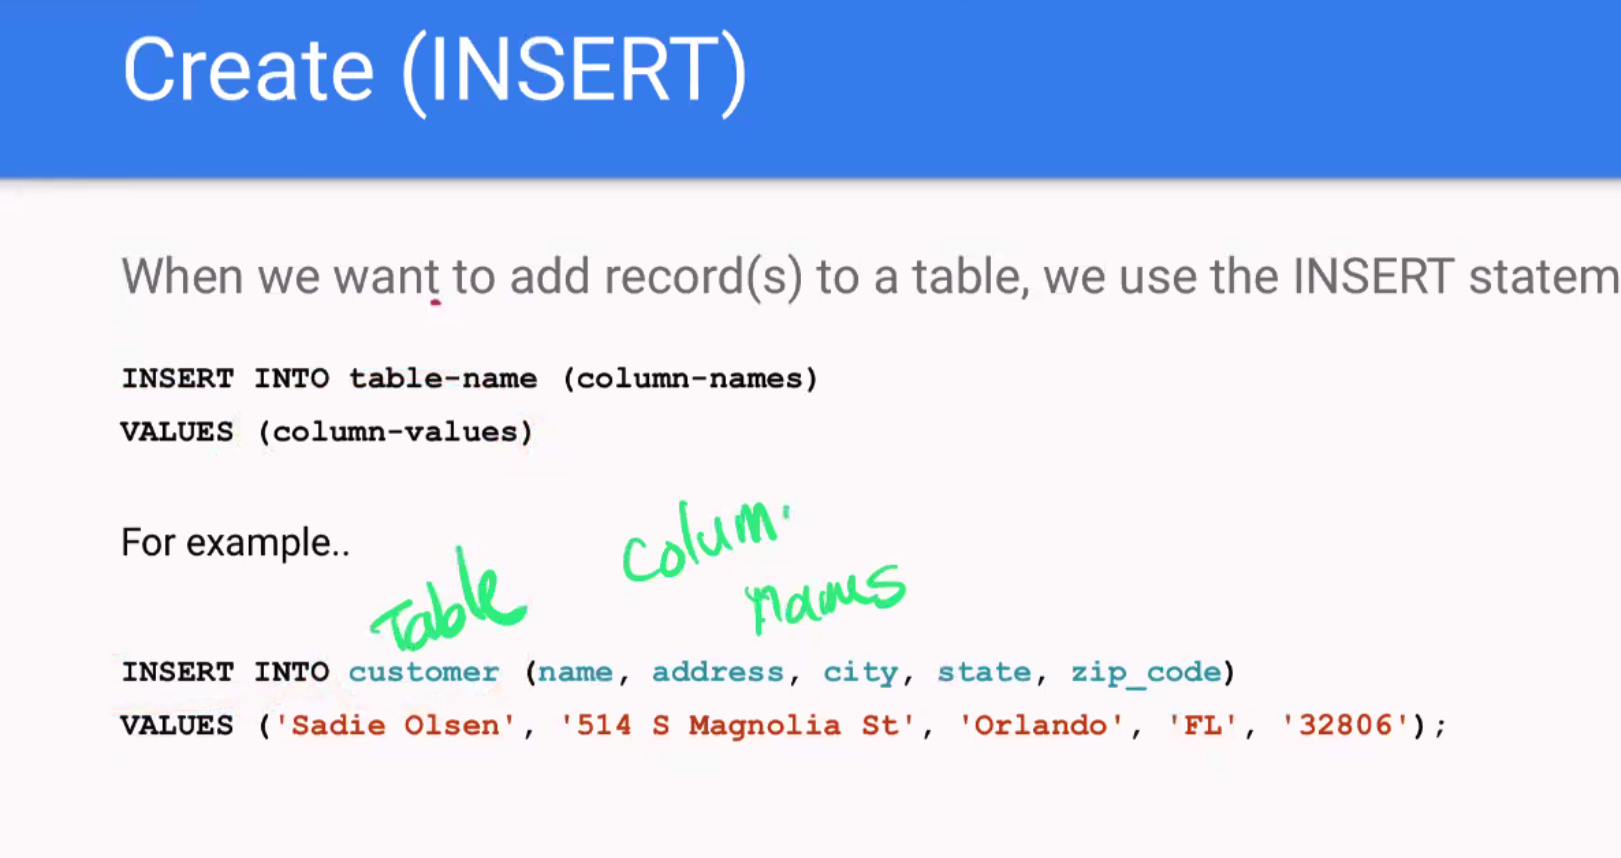 Create (INSERT)
When we want to add record(s) to a table, we use the INSERT statem
INSERT INTO table-name (column-names)
VALUES (column-values)
For example..
Table
Colum
names
INSERT INTO customer (name, address, city, state, zip_code)
VALUES ('Sadie Olsen', '514 S Magnolia St', 'Orlando', 'FL', '32806');